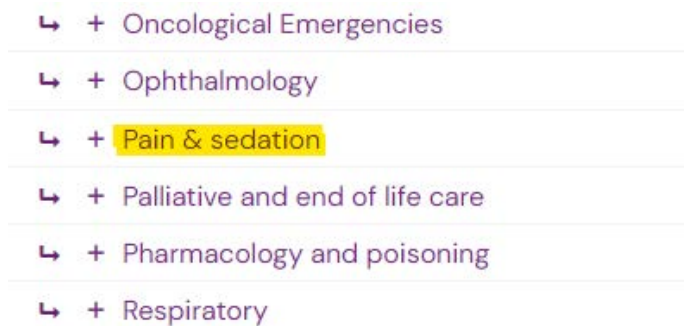 ↳ + Oncological Emergencies
↳ + Ophthalmology
↳ + Pain & sedation
↳ + Palliative and end of life care
↳ + Pharmacology and poisoning
↳ + Respiratory